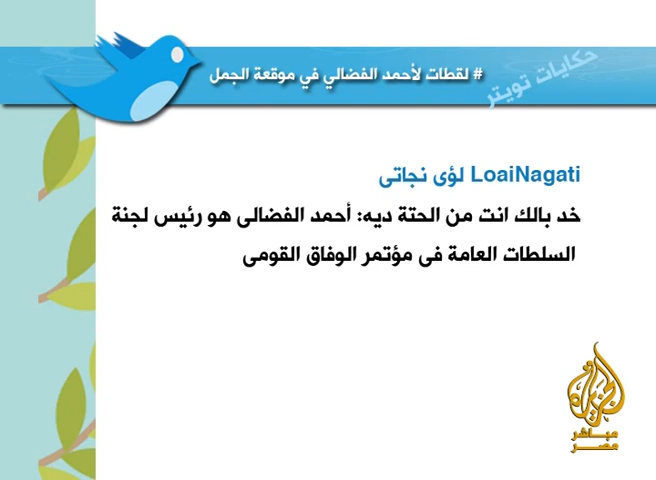 # لقطات لأحمد الفضالي في موقعة الجمل
حكايات تويتر
LoaiNagati لؤى نجاتى
خد بالك انت من الحتة ديه: أحمد الفضالى هو رئيس لجنة
السلطات العامة فى مؤتمر الوفاق القومى
الجزيرة
مباشر
مصر